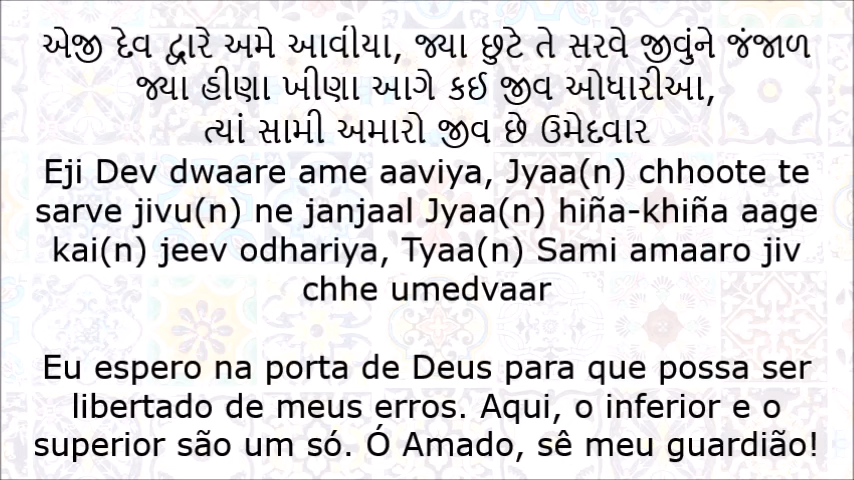 એજી દેવ દ્વારે અમે આવીયા, જ્યા છુટે તે સરવે જીવુંને જંજાળ
જ્યા હીણા ખીણા આગે કઈ જીવ ઓધારીઆ,
ત્યાં સામી અમારો જીવ છે ઉમેદવાર
Eji Dev dwaare ame aaviya, Jyaa(n) chhoote te
sarve jivu(n) ne janjaal Jyaa(n) hiña-khiña aage
kai(n) jeev odhariya, Tyaa(n) Sami amaaro jiv
chhe umedvaar
Eu espero na porta de Deus para que possa ser
libertado de meus erros. Aqui, o inferior e o
superior são um só. Ó Amado, sê meu guardião!